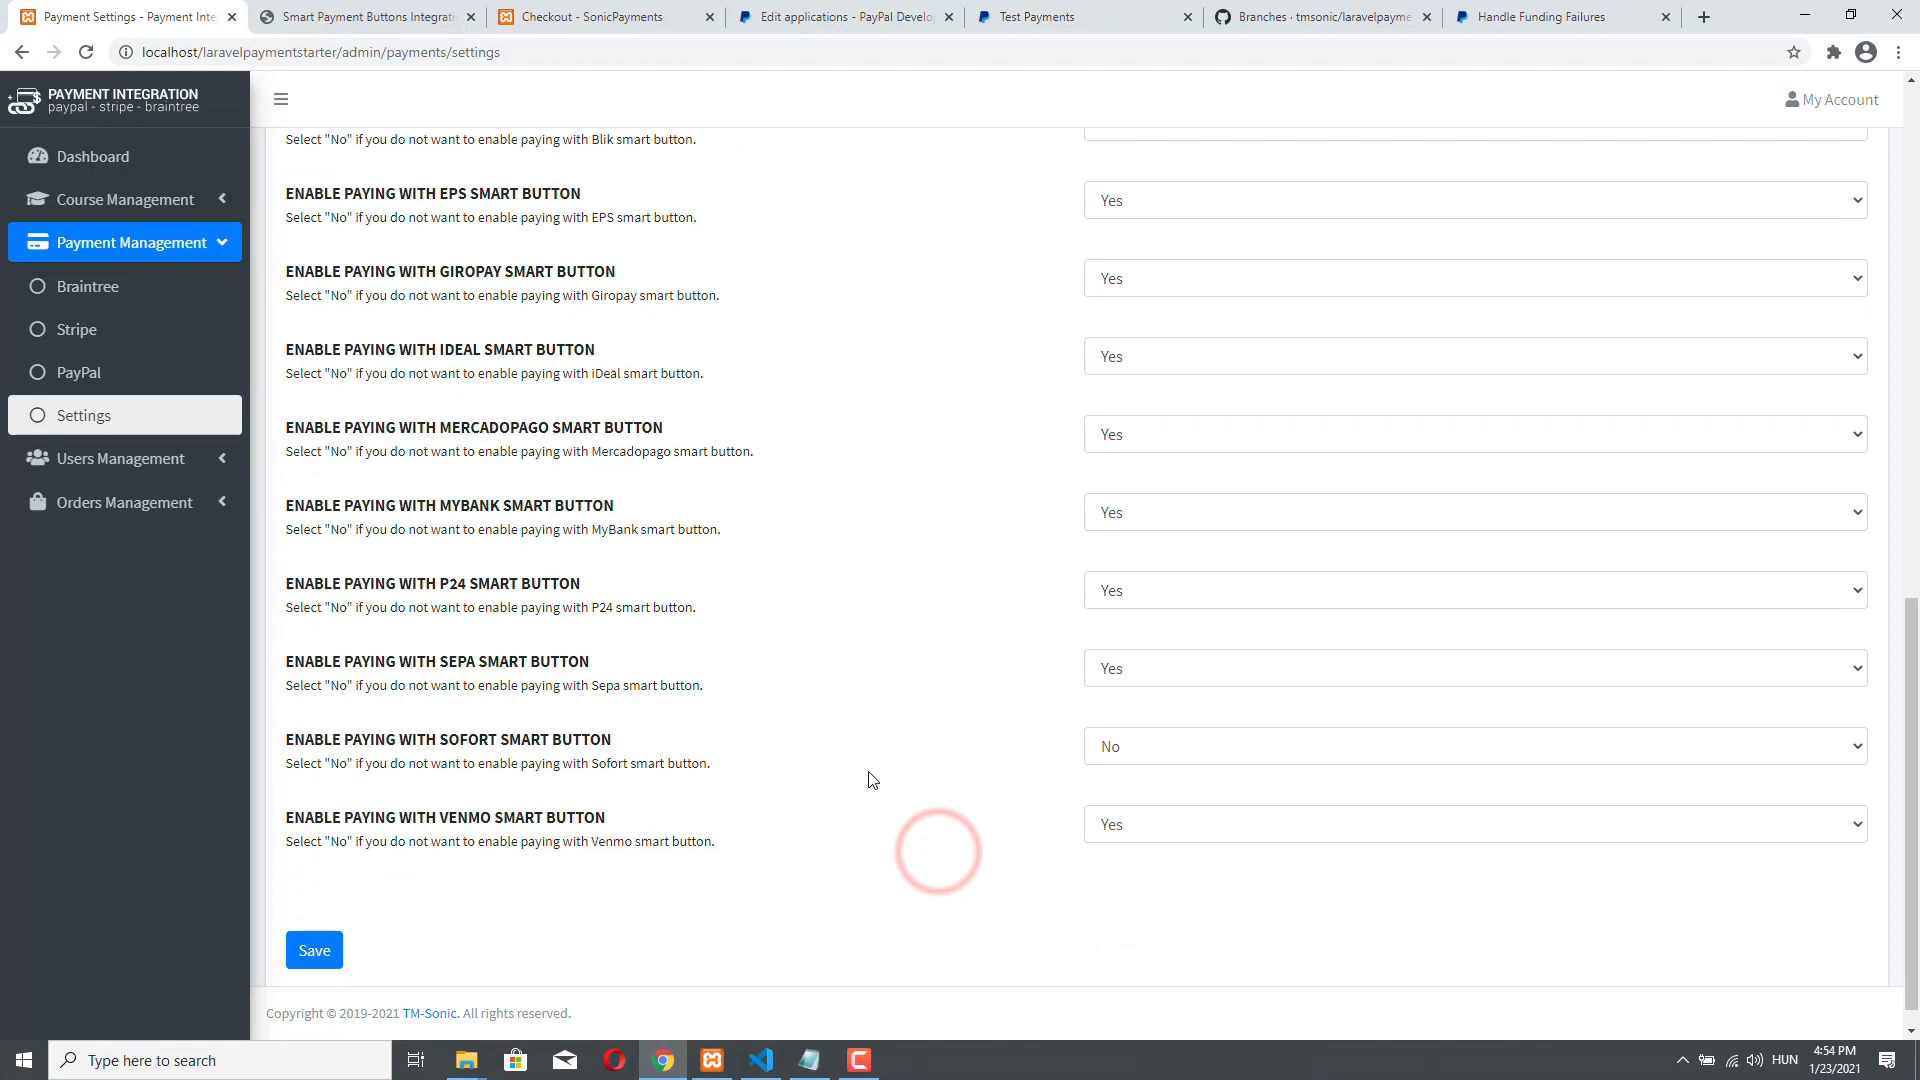 Payment Settings - Payment Inte
Smart Payment Buttons Integrati
Checkout - SonicPayments
Edit applications - PayPal Develo
Test Payments
Branches · tmsonic/laravelpayme
Handle Funding Failures
localhost/laravelpaymentstarter/admin/payments/settings
PAYMENT INTEGRATION
paypal - stripe - braintree
My Account
Dashboard
Course Management
Payment Management
Braintree
Stripe
PayPal
Settings
Users Management
Orders Management
Select "No" if you do not want to enable paying with Blik smart button.
ENABLE PAYING WITH EPS SMART BUTTON
Select "No" if you do not want to enable paying with EPS smart button.
Yes
ENABLE PAYING WITH GIROPAY SMART BUTTON
Select "No" if you do not want to enable paying with Giropay smart button.
Yes
ENABLE PAYING WITH IDEAL SMART BUTTON
Select "No" if you do not want to enable paying with iDeal smart button.
Yes
ENABLE PAYING WITH MERCADOPAGO SMART BUTTON
Select "No" if you do not want to enable paying with Mercadopago smart button.
Yes
ENABLE PAYING WITH MYBANK SMART BUTTON
Select "No" if you do not want to enable paying with MyBank smart button.
Yes
ENABLE PAYING WITH P24 SMART BUTTON
Select "No" if you do not want to enable paying with P24 smart button.
Yes
ENABLE PAYING WITH SEPA SMART BUTTON
Select "No" if you do not want to enable paying with Sepa smart button.
Yes
ENABLE PAYING WITH SOFORT SMART BUTTON
Select "No" if you do not want to enable paying with Sofort smart button.
No
ENABLE PAYING WITH VENMO SMART BUTTON
Select "No" if you do not want to enable paying with Venmo smart button.
Yes
Save
Copyright © 2019-2021 TM-Sonic. All rights reserved.
Type here to search
HUN
4:54 PM
1/23/2021